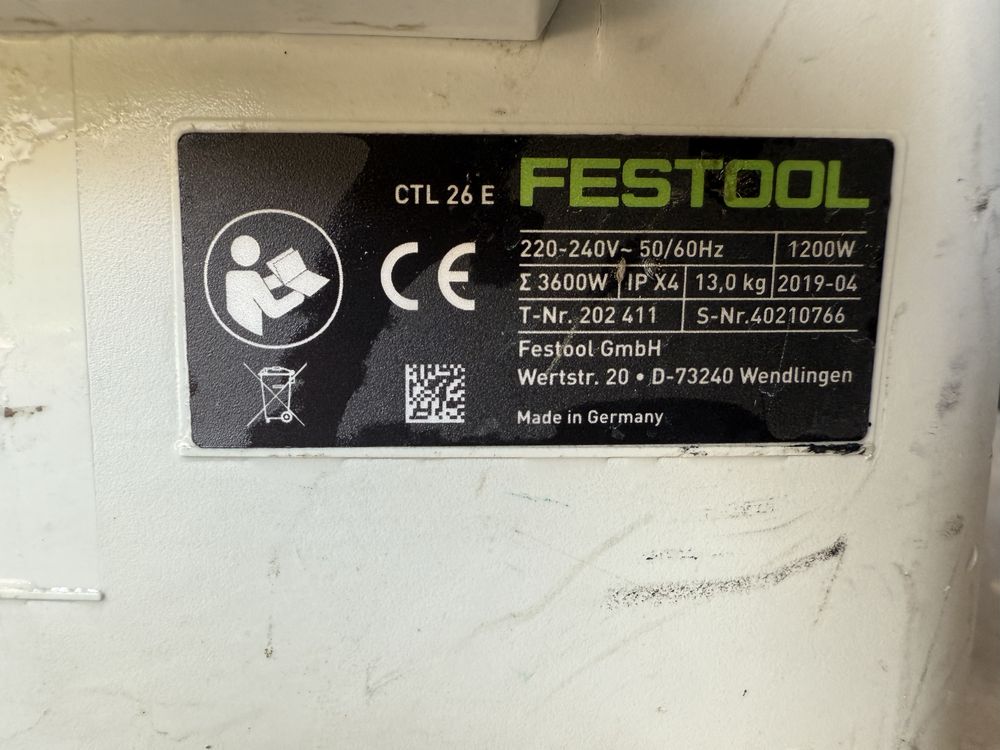 CTL 26 E FESTOOL
CE
220-240V~ 50/60Hz 1200W
Σ 3600W IP X4 13,0 kg 2019-04
T-Nr. 202 411 S-Nr.40210766
Festool GmbH
Wertstr. 20 • D-73240 Wendlingen
Made in Germany